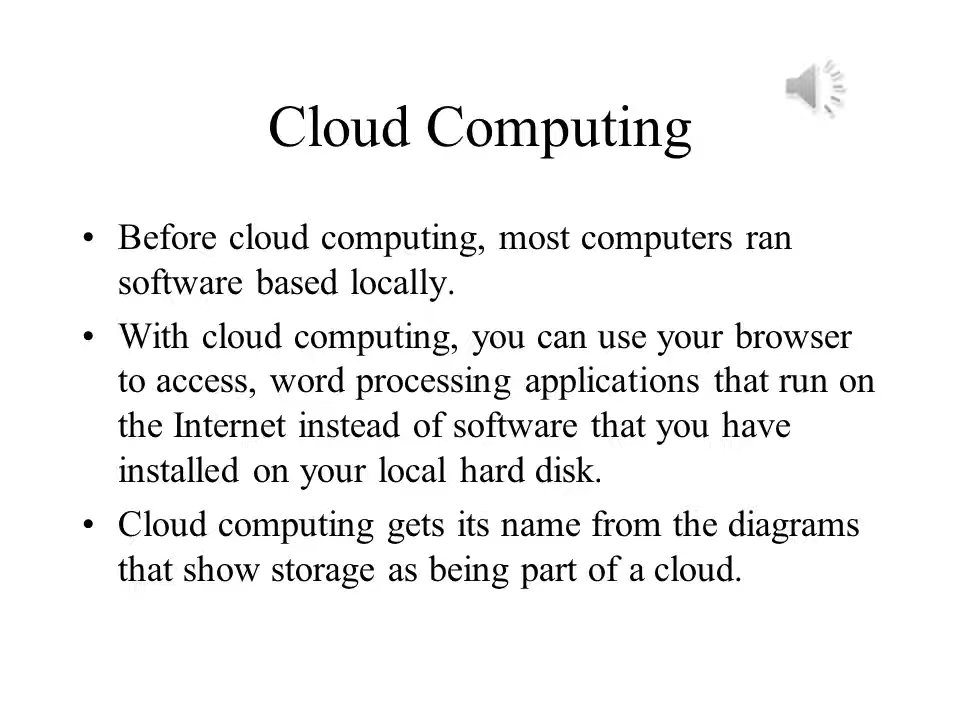 Cloud Computing
• Before cloud computing, most computers ran
software based locally.
• With cloud computing, you can use your browser
to access, word processing applications that run on
the Internet instead of software that you have
installed on your local hard disk.
• Cloud computing gets its name from the diagrams
that show storage as being part of a cloud.